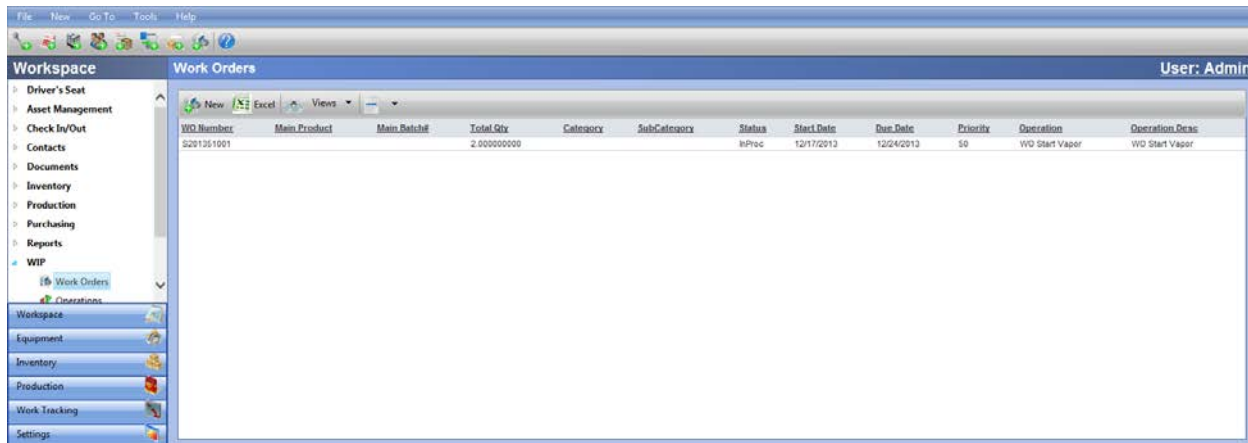 File New Go To Tools Help
Workspace
Work Orders
User: Admin
Driver's Seat
Asset Management
Check In/Out
Contacts
Documents
Inventory
Production
Purchasing
Reports
WIP
Work Orders
Operations
Workspace
Equipment
Inventory
Production
Work Tracking
Settings
New Excel Views
WO Number Main Product Main Batch# Total Qty Category SubCategory Status Start Date Due Date Priority Operation Operation Desc
S201351001 2.000000000 InProc 12/17/2013 12/24/2013 50 WO Start Vapor WO Start Vapor